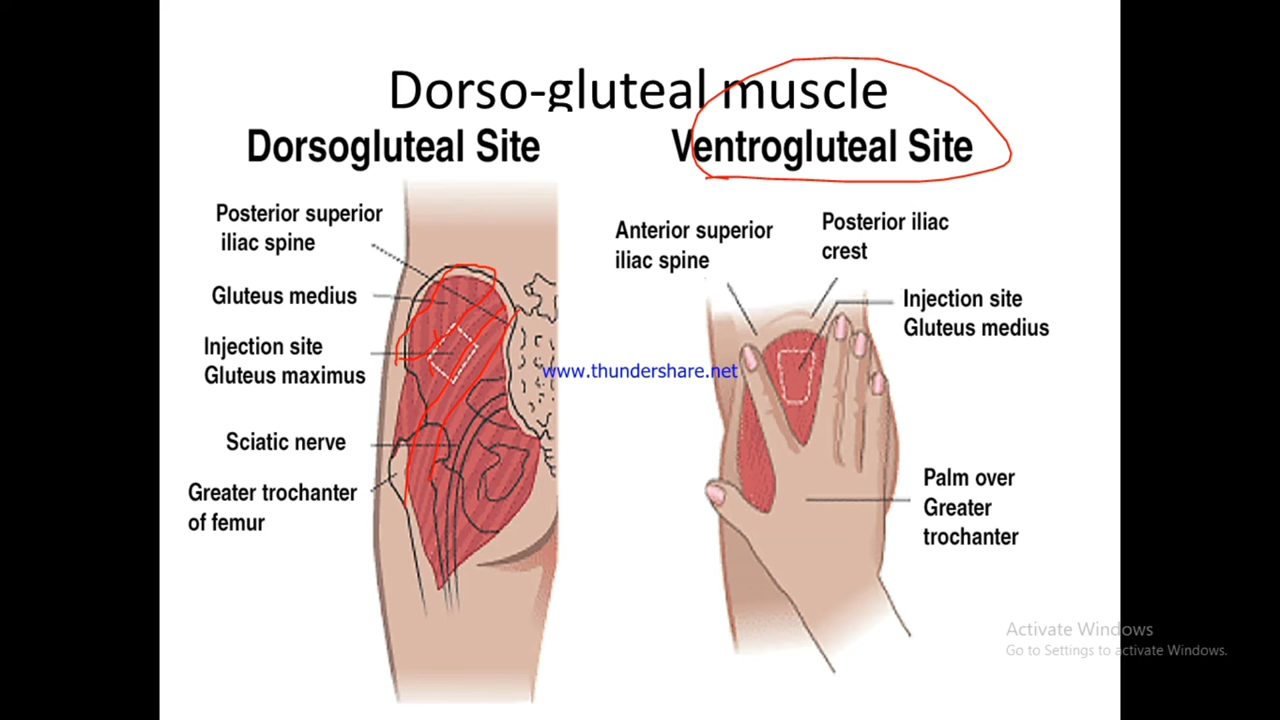 Dorso-gluteal muscle
Dorsogluteal Site
Posterior superior
iliac spine
Gluteus medius
Injection site
Gluteus maximus
Sciatic nerve
Greater trochanter
of femur
Ventrogluteal Site
Anterior superior
iliac spine
Posterior iliac
crest
Injection site
Gluteus medius
Palm over
Greater
trochanter
www.thundershare.net
Activate Windows
Go to Settings to activate Windows.